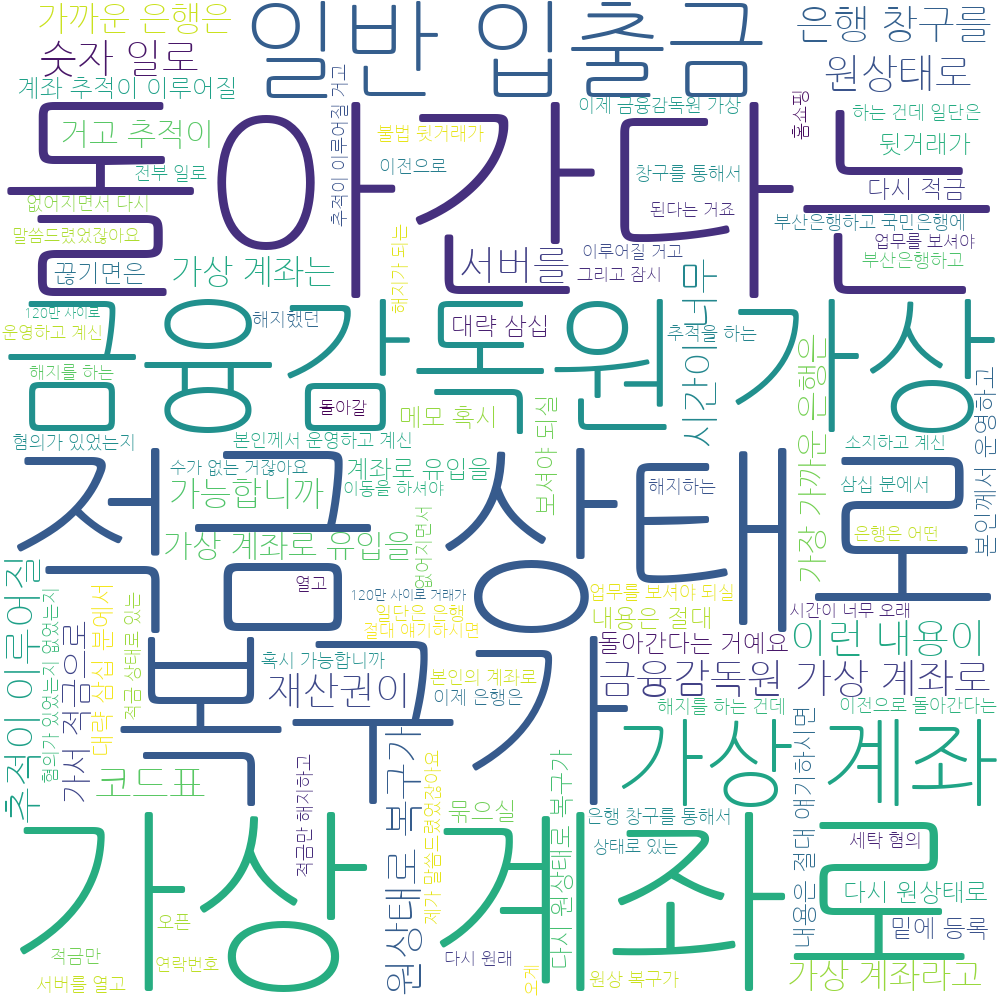 가까운 은행은
일반 입출금
은행 창구를
숫자 일로
원상태로
계좌 추적이 이루어질
추적이 이루어질 거고
이제 금융감독원 가상
홈쇼핑
하는 건데 일단은
돌아가다는
거고 추적이
불법 뒷거래가
뒷거래가
전부 일로
이전으로
창구를 통해서
다시 적금
없어지면서 다시
된다는 거죠
부산은행하고 국민은행에
말씀드렸었잖아요
해지가 되는
업무를 보셔야
끊기면은
가상 계좌는
서버를
이루어질 거고
그리고 잠시
부산은행하고
120만 사이로
해지했던
시간이 너무
운영하고 계신
대략 삼십
추적을 하는
금융감독원 가상
해지를 하는
돌아갈
메모 혹시
가장 가까운 은행은
본인께서 운영하고
혐의가 있었는지
본인께서 운영하고 계신
보셔야 되실
소지하고 계신
적금 상태로
수가 없는 거잖아요
계좌로 유입을
가능합니까
이동을 하셔야
해지하는
삼십 분에서
없어지면서
가상 계좌로 유입을
은행은 어떤
추적이 이루어질
혐의가 있었는지 없었는지
열고
120만 사이로 거래가
업무를 보셔야 되실
시간이 너무 오래
대략 삼십 분에서
적금 상태로 있는
일단은 은행
내용은 절대
가서 적금으로
절대 얘기하시면
돌아간다는 거예요
이런 내용이
복구가
혹시 가능합니까
재산권이
본인의 계좌로
금융감독원 가상 계좌로
이제 은행은
해지를 하는 건데
이전으로 돌아간다는
가상 계좌
코드표
적금만 해지하고
원상태로 복구가
제가 말씀드렸었잖아요
다시 원상태로 복구가
내용은 절대 얘기하시면
묶으실
은행 창구를 통해서
가상 계좌로
상태로 있는
세탁 혐의
다시 원상태로
오픈
밑에 등록
적금만
연락번호
다시 원래
서버를 열고
오게
원상 복구가
가상 계좌라고